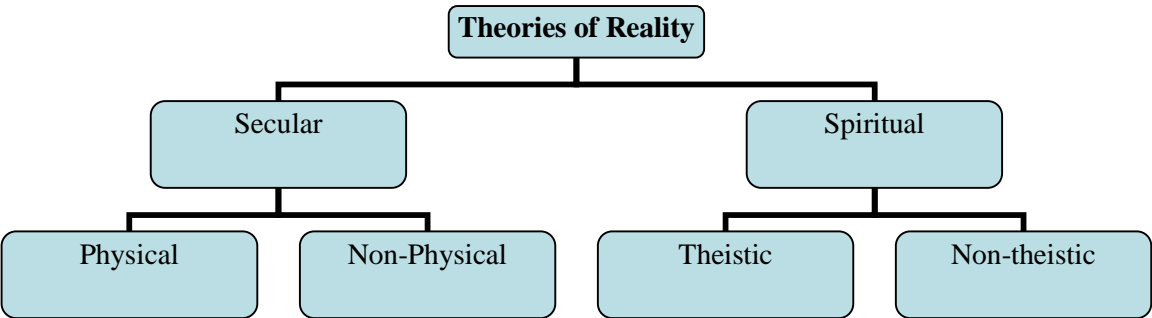 Theories of Reality
Secular
Spiritual
Physical
Non-Physical
Theistic
Non-theistic